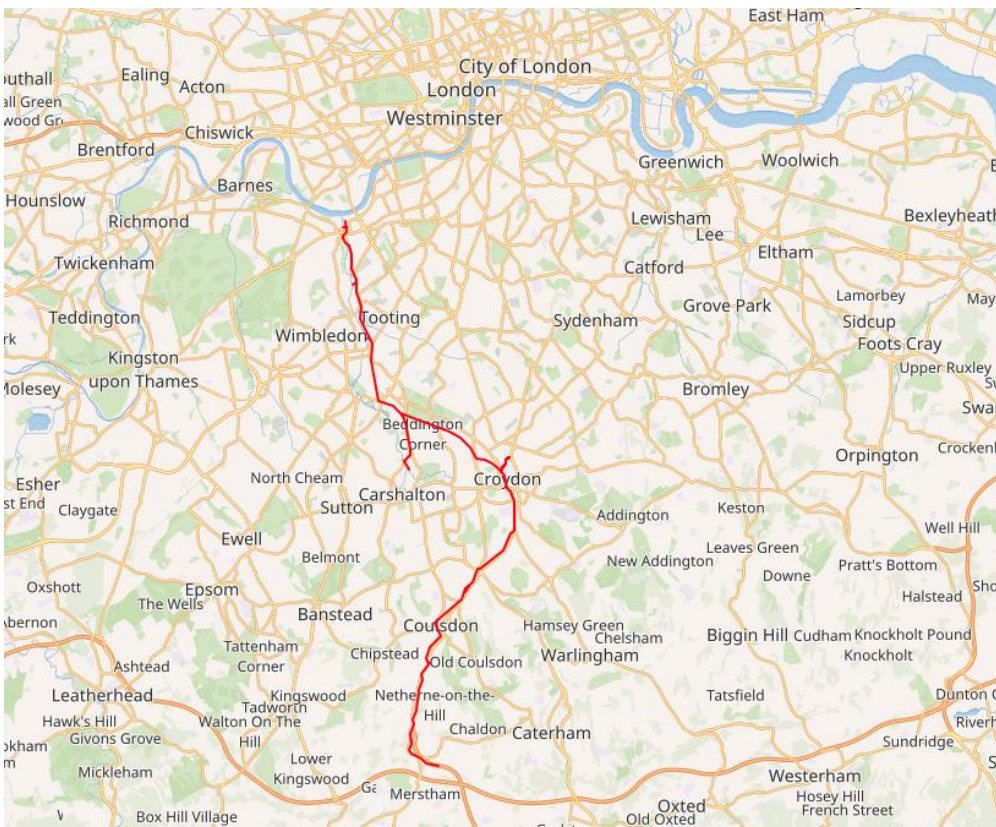 East Ham
City of London
Ealing
Acton
London
Westminster
Chiswick
Brentford
Greenwich
Woolwich
Barnes
Hounslow
Richmond
Lewisham
Bexleyheath
Lee
Eltham
Twickenham
Catford
Lamorbey
Grove Park
Teddington
Tooting
Sydenham
Sidcup
Wimbledon
Foots Cray
Kingston
upon Thames
Upper Ruxley
Molesey
Bromley
Beddington
Corner
Orpington
North Cheam
Croydon
Esher
Carshalton
Sutton
Claygate
Addington
Keston
Well Hill
Ewell
Belmont
New Addington
Leaves Green
Pratt's Bottom
Oxshott
Epsom
Downe
Halstead
The Wells
Banstead
Coulsdon
Hamsey Green
Chelsham
Biggin Hill
Cudham
Knockholt Pound
Tattenham
Corner
Chipstead
Old Coulsdon
Warlingham
Knockholt
Ashtead
Leatherhead
Kingswood
Netherne-on-the-
Hill
Tatsfield
Tadworth
Hawk's Hill
Walton On The
Hill
Givons Grove
Chaldon
Caterham
Sundridge
Lower
Kingswood
Mickleham
Westerham
Merstham
Hosey Hill
Oxted
French Street
Box Hill Village
Old Oxted